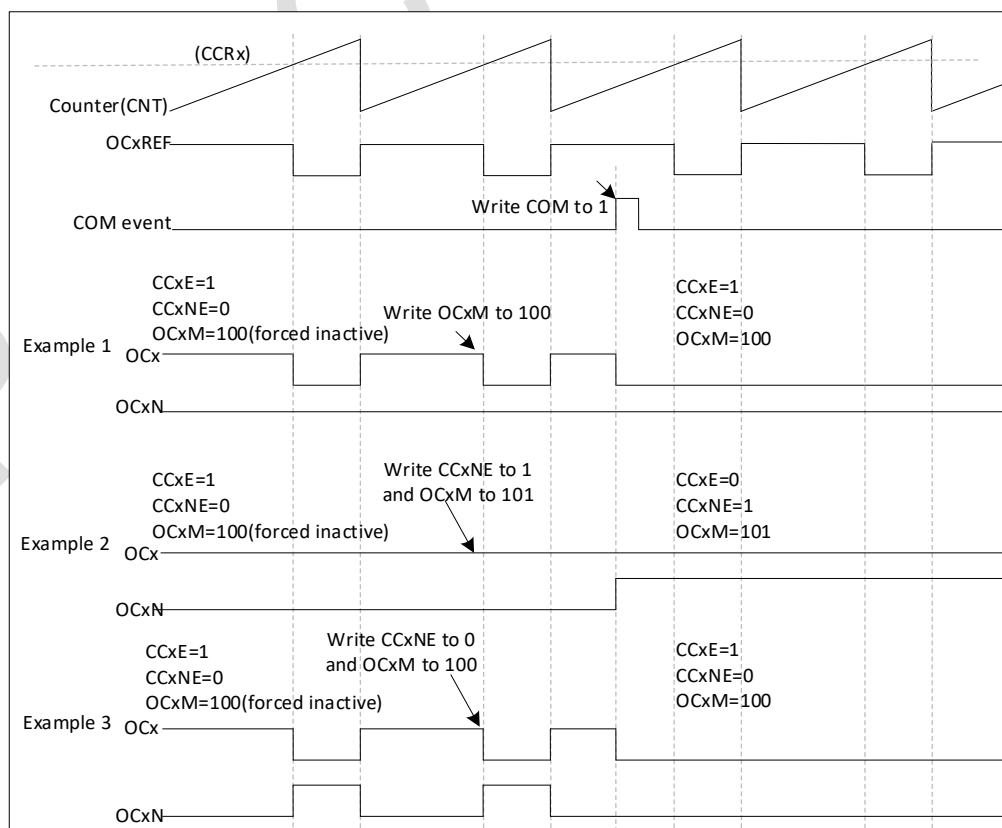 (CCRx)
Counter(CNT)
OCxREF
Write COM to 1
COM event
CCxE=1
CCxNE=0
OCxM=100(forced inactive)
Write OCxM to 100
CCxE=1
CCxNE=0
OCxM=100
Example 1
OCx
OCxN
CCxE=1
CCxNE=0
OCxM=100(forced inactive)
Write CCxNE to 1
and OCxM to 101
CCxE=0
CCxNE=1
OCxM=101
Example 2
OCx
OCxN
CCxE=1
CCxNE=0
OCxM=100(forced inactive)
Write CCxNE to 0
and OCxM to 100
CCxE=1
CCxNE=0
OCxM=100
Example 3
OCx
OCxN